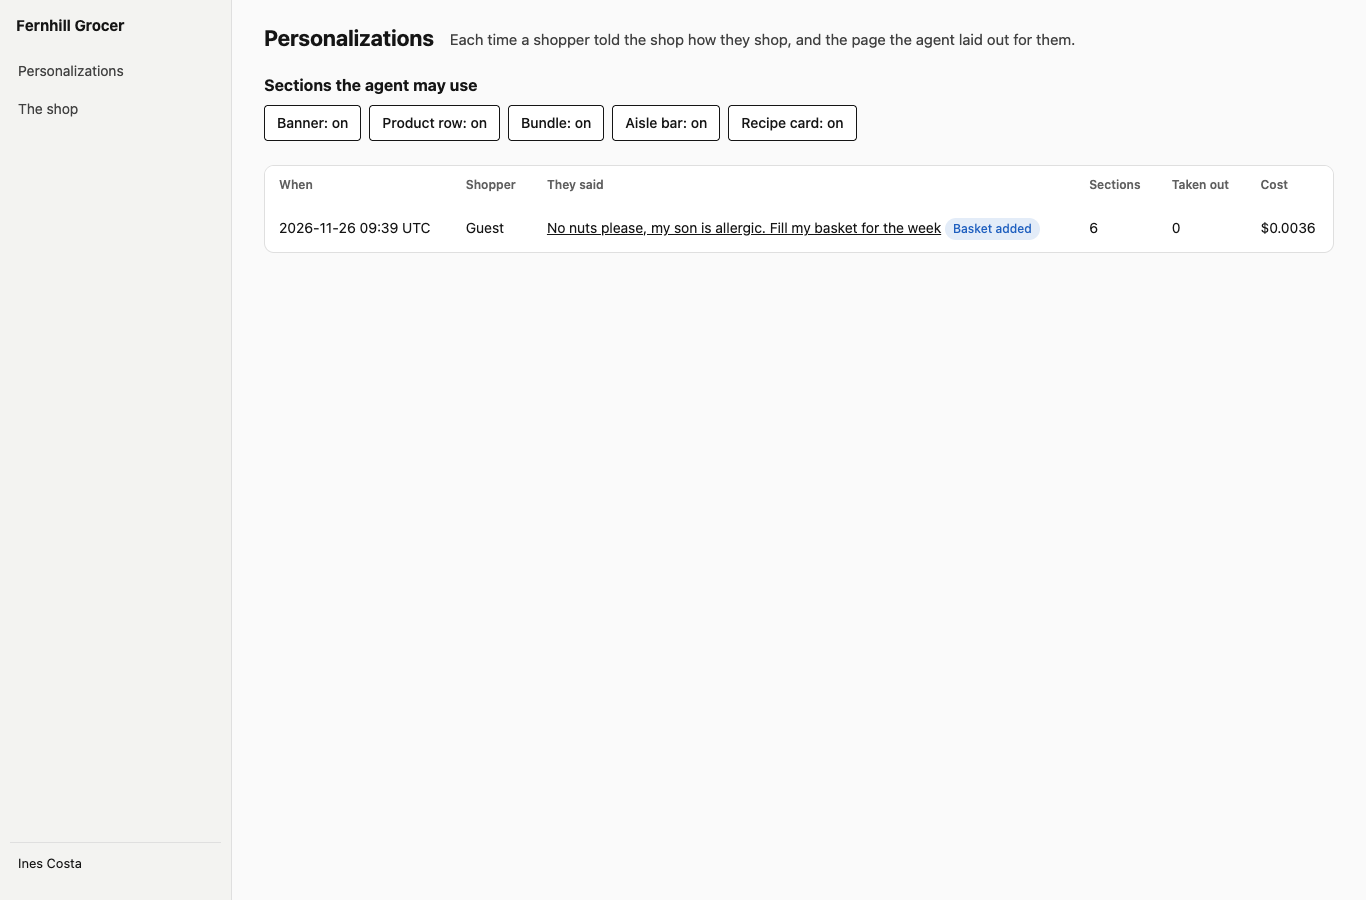 Fernhill Grocer
Personalizations
The shop
Ines Costa
Personalizations Each time a shopper told the shop how they shop, and the page the agent laid out for them.
Sections the agent may use
Banner: on Product row: on Bundle: on Aisle bar: on Recipe card: on
When Shopper They said Sections Taken out Cost
2026-11-26 09:39 UTC Guest No nuts please, my son is allergic. Fill my basket for the week Basket added 6 0 $0.0036